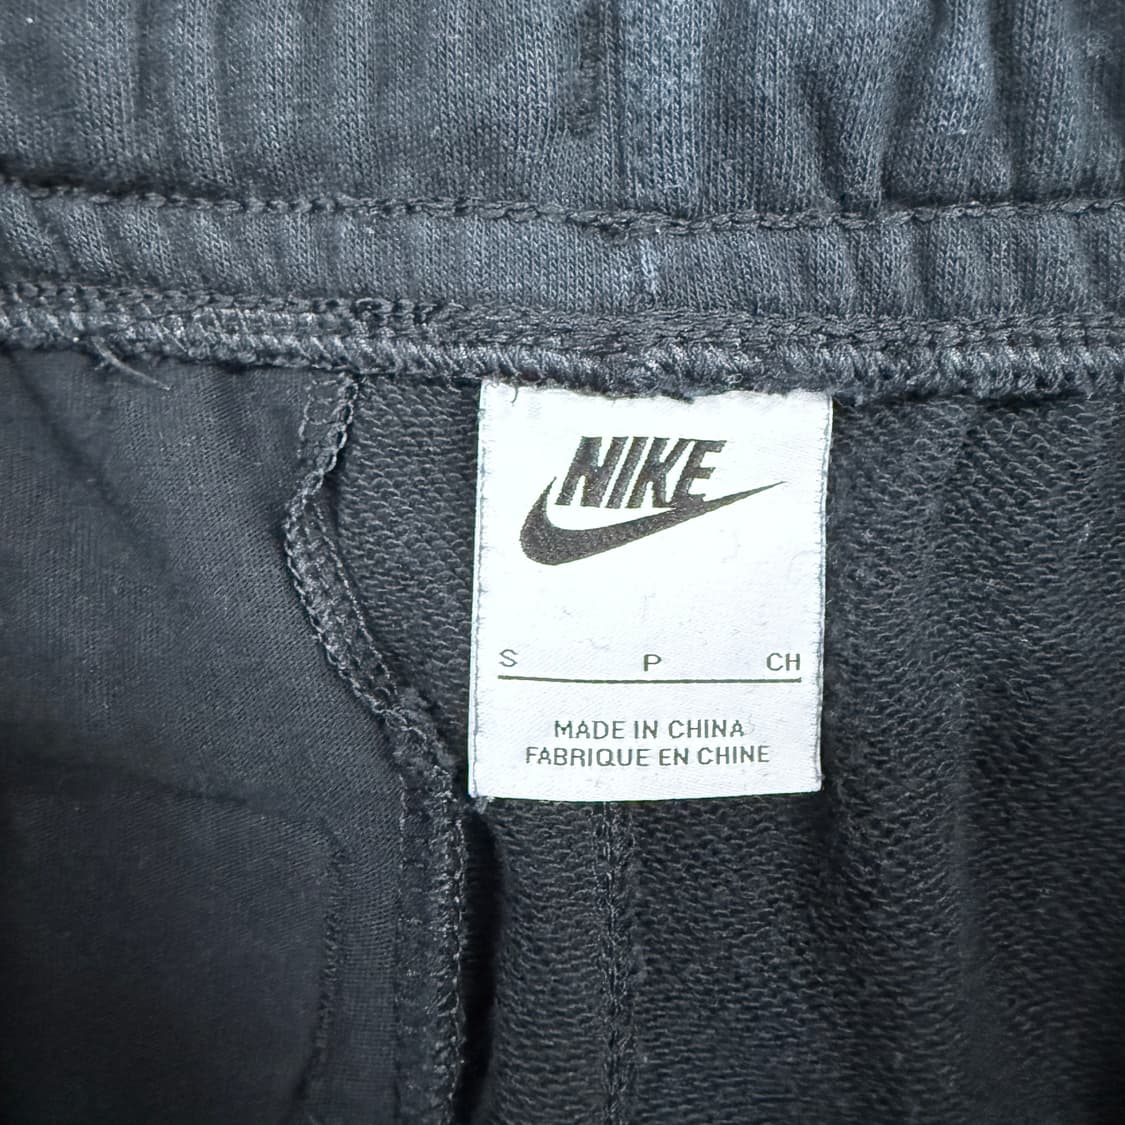 NIKE
S P CH
MADE IN CHINA
FABRIQUE EN CHINE